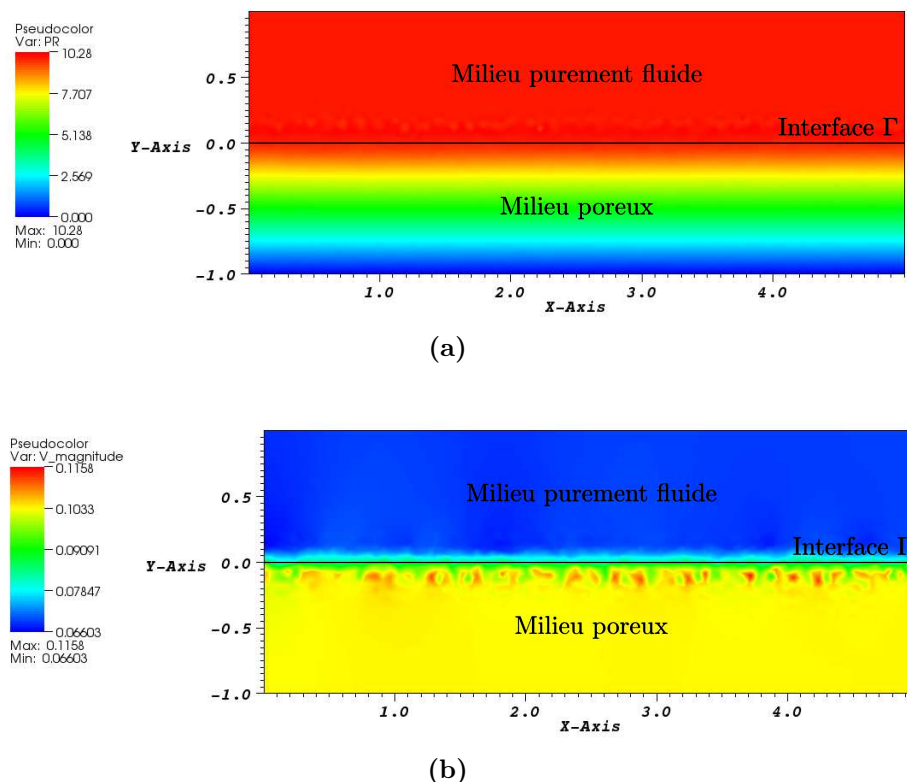 Pseudocolor
Var: PR
10.28
7.707
5.138
2.569
0.000
Max: 10.28
Min: 0.000
Y-Axis
0.5
0.0
-0.5
-1.0
Milieu purement fluide
Interface Γ
Milieu poreux
1.0 2.0 3.0 4.0
X-Axis
(a)
Pseudocolor
Var: V_magnitude
0.1158
0.1033
0.09091
0.07847
0.06603
Max: 0.1158
Min: 0.06603
Y-Axis
0.5
0.0
-0.5
-1.0
Milieu purement fluide
Interface Γ
Milieu poreux
1.0 2.0 3.0 4.0
X-Axis
(b)